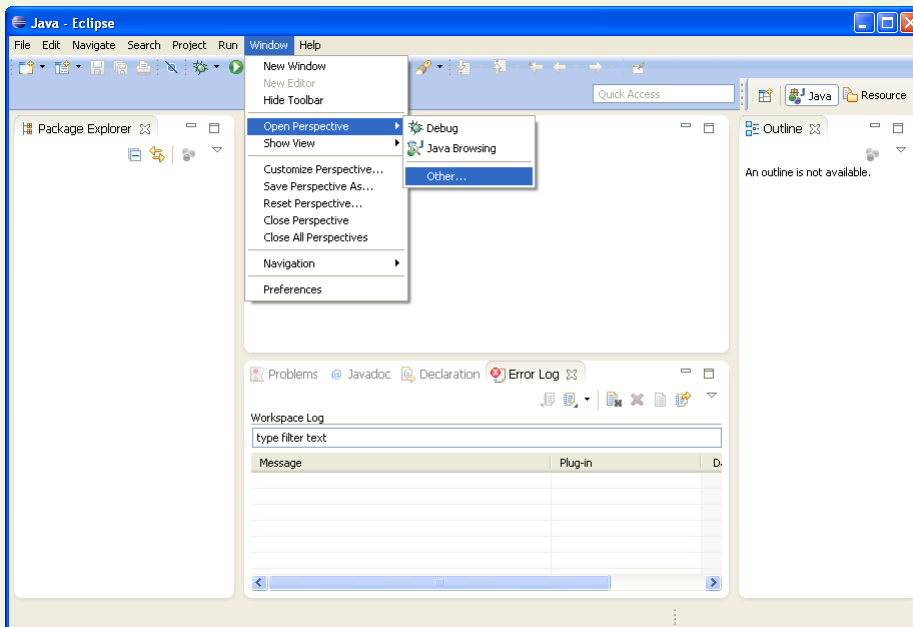 Java - Eclipse
File Edit Navigate Search Project Run Window Help
New Window
New Editor
Hide Toolbar
Open Perspective
Show View
Customize Perspective...
Save Perspective As...
Reset Perspective...
Close Perspective
Close All Perspectives
Navigation
Preferences
Debug
Java Browsing
Other...
Quick Access
Java
Resource
Package Explorer
Outline
An outline is not available.
Problems @ Javadoc Declaration Error Log
Workspace Log
type filter text
Message Plug-in